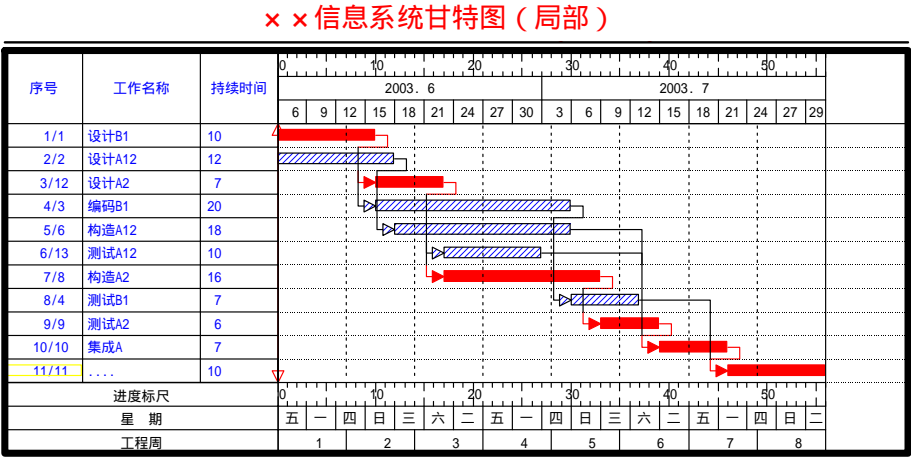 ××信息系统甘特图（局部）
序号 工作名称 持续时间
0 10 20 30 40 50
2003．6 2003．7
6 9 12 15 18 21 24 27 30 3 6 9 12 15 18 21 24 27 29
1/1 设计B1 10
2/2 设计A12 12
3/12 设计A2 7
4/3 编码B1 20
5/6 构造A12 18
6/13 测试A12 10
7/8 构造A2 16
8/4 测试B1 7
9/9 测试A2 6
10/10 集成A 7
11/11 .... 10
进度标尺 0 10 20 30 40 50
星 期 五 一 四 日 三 六 二 五 一 四 日 三 六 二 五 一 四 日 二
工程周 1 2 3 4 5 6 7 8